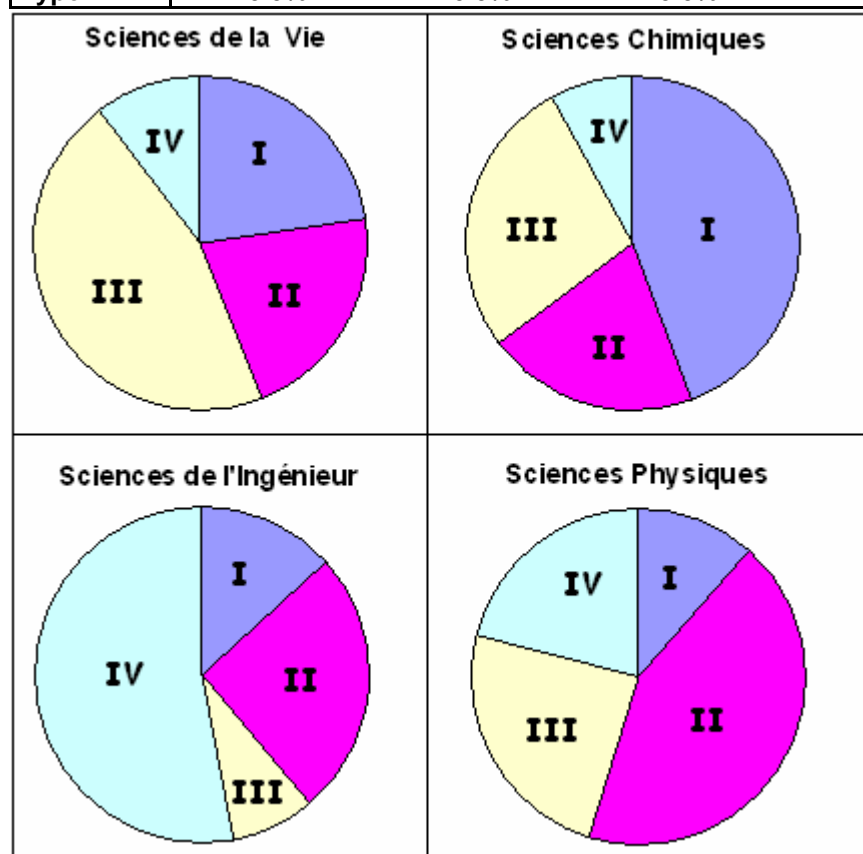 Sciences de la Vie
IV
I
III
II
Sciences Chimiques
IV
III
I
II
Sciences de l'Ingénieur
I
IV
II
III
Sciences Physiques
IV
I
III
II